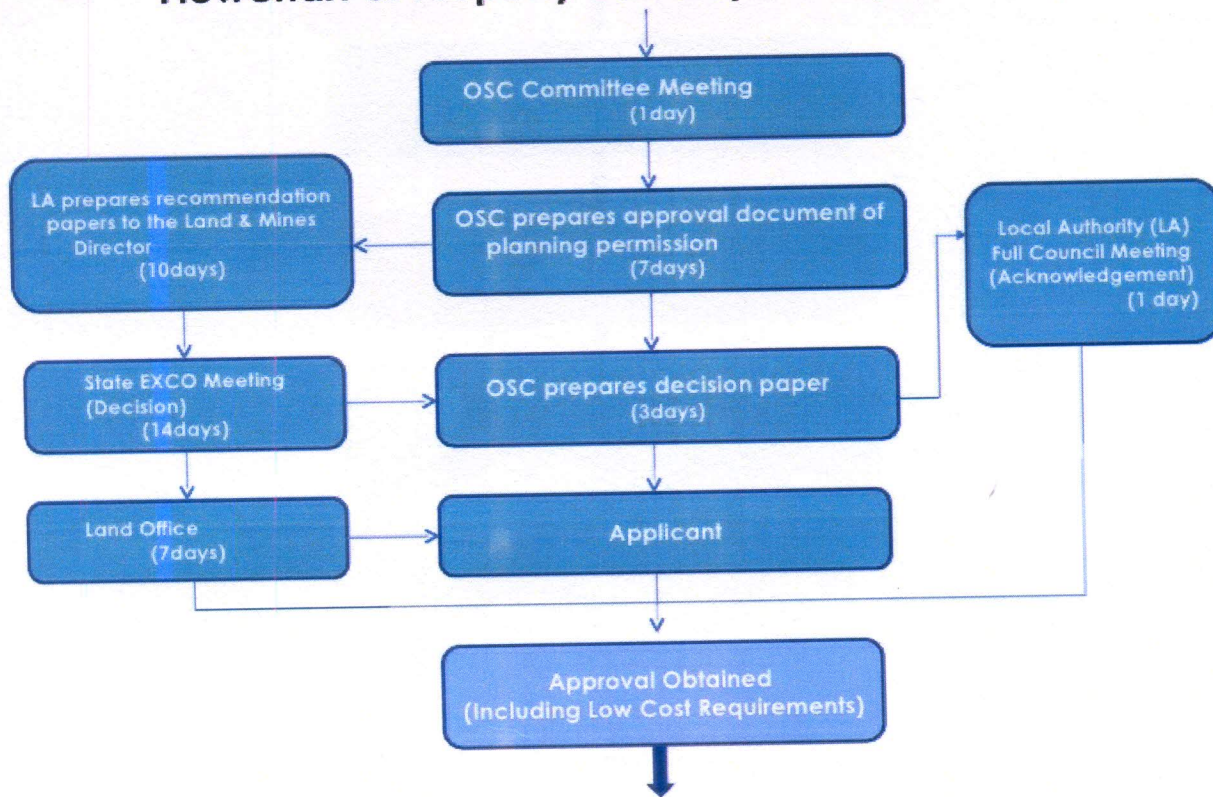 OSC Committee Meeting
(1day)
LA prepares recommendation
papers to the Land & Mines
Director
(10days)
OSC prepares approval document of
planning permission
(7days)
Local Authority (LA)
Full Council Meeting
(Acknowledgement)
(1 day)
State EXCO Meeting
(Decision)
(14days)
OSC prepares decision paper
(3days)
Land Office
(7days)
Applicant
Approval Obtained
(Including Low Cost Requirements)